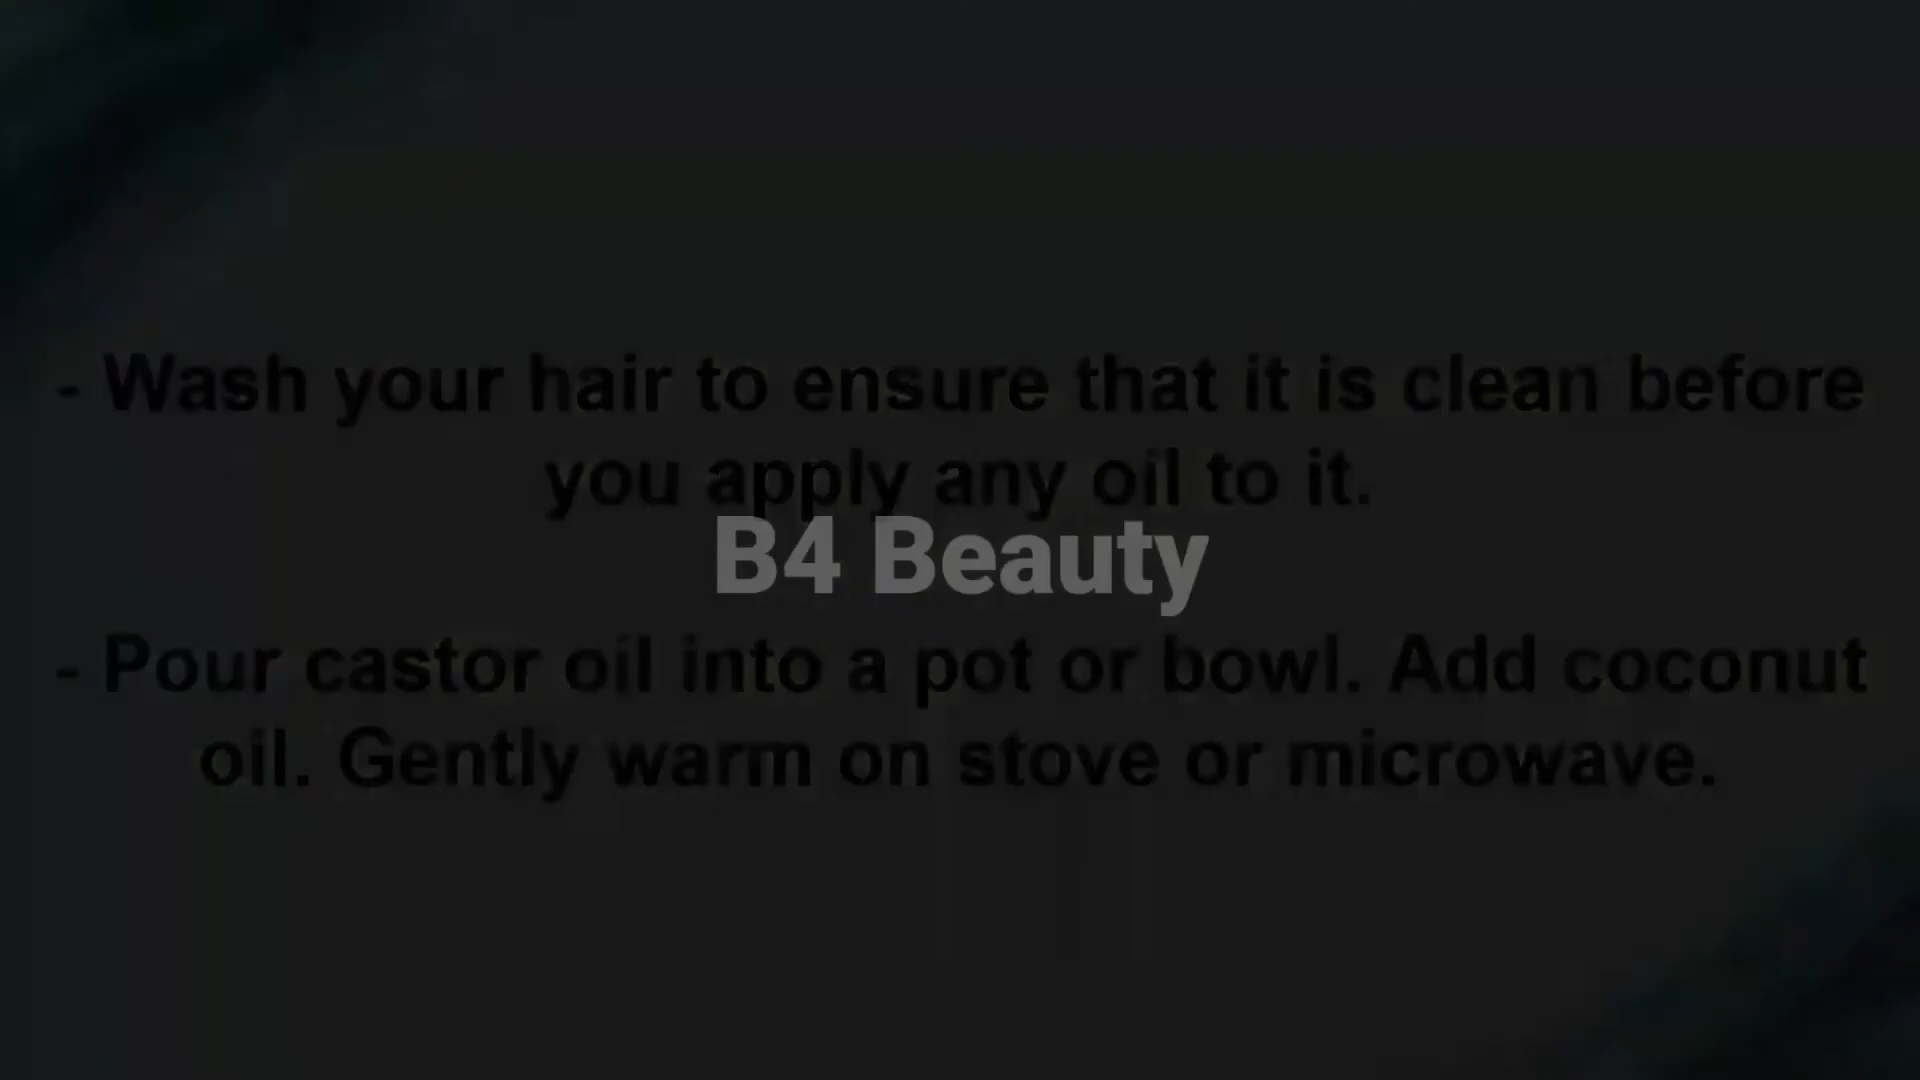 - Wash your hair to ensure that it is clean before
you apply any oil to it.
B4 Beauty
- Pour castor oil into a pot or bowl. Add coconut
oil. Gently warm on stove or microwave.